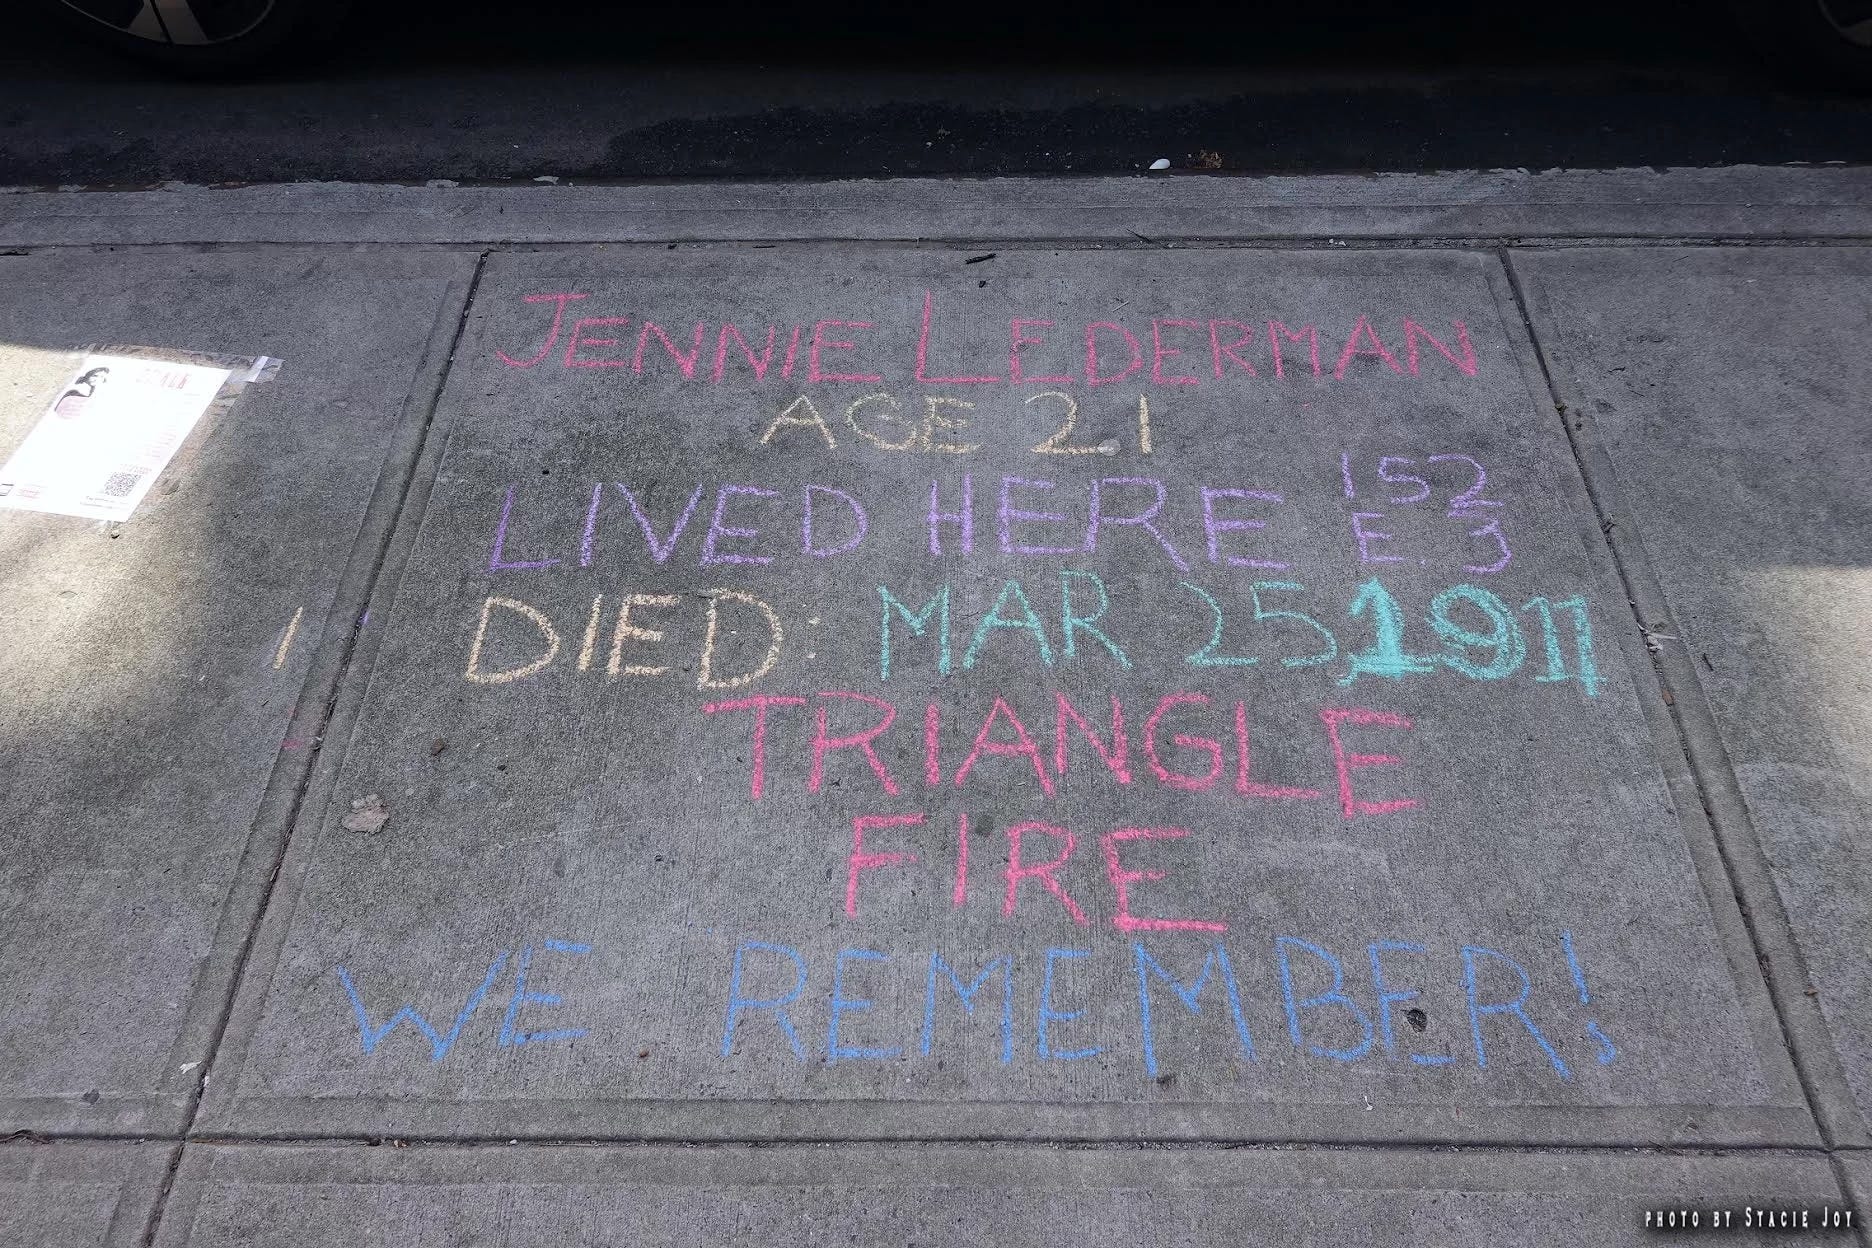 JENNIE LEDERMAN
AGE 21
LIVED HERE 152 E. 3
DIED: MAR 25, 1911
TRIANGLE
FIRE
WE REMEMBER!
CHALK
PHOTO BY STACIE JOY